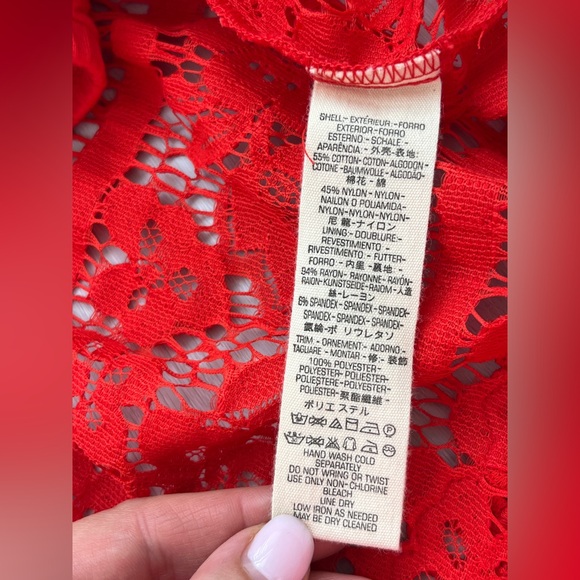 SHELL-EXTÉRIEUR:-FORRO
EXTERIOR-FORRO
ESTERNO:-SCHALE-
APARÊNCIA:-外壳-表地:
55% COTTON-COTON-ALGODON-
COTONE-BAUMWOLLE-ALGODÃO
棉花-綿
45% NYLON-NYLON-
NAILON O POLIAMIDA-
NYLON-NYLON-NYLON-
尼龍-ナイロン
LINING:-DOUBLURE:-
REVESTIMIENTO-
RIVESTIMENTO-FUTTER-
FORRO:-内里-裏地:-
94% RAYON-RAYONNE-RAYON-
RAION-KUNSTSEIDE-RAIOM-人造
絲-レーヨン
6% SPANDEX-SPANDEX-SPANDEX-
SPANDEX-SPANDEX-SPANDEX-
氨綸-ポ リウレタソ
TRIM-ORNEMENT:-ADORNO:-
TAGLIARE-MONTAR-修:-装飾
100% POLYESTER-
POLYESTER-POLIÉSTER-
POLIESTERE-POLYESTER-
POLIÉSTER-聚酯纖維-
ポリエステル
HAND WASH COLD
SEPARATELY
DO NOT WRING OR TWIST
USE ONLY NON-CHLORINE
BLEACH
LINE DRY
LOW IRON AS NEEDED
MAY BE DRY CLEANED